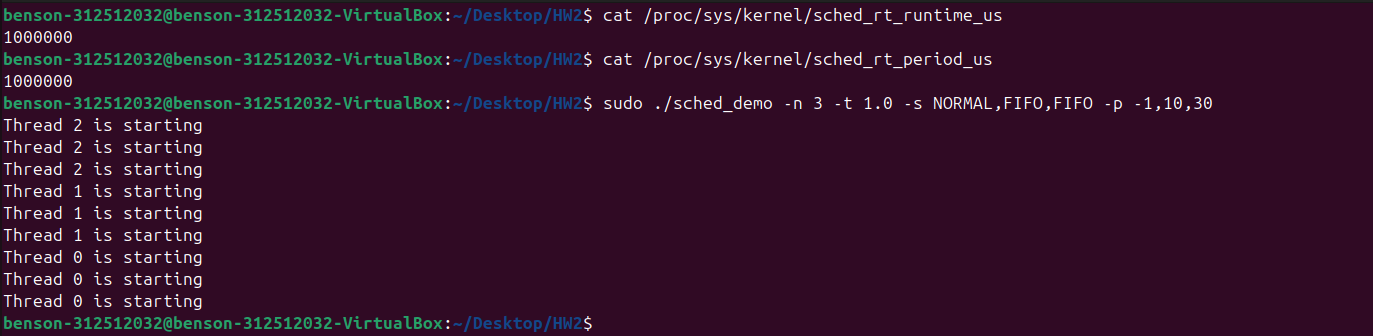 benson-312512032@benson-312512032-VirtualBox:~/Desktop/HW2$ cat /proc/sys/kernel/sched_rt_runtime_us
1000000
benson-312512032@benson-312512032-VirtualBox:~/Desktop/HW2$ cat /proc/sys/kernel/sched_rt_period_us
1000000
benson-312512032@benson-312512032-VirtualBox:~/Desktop/HW2$ sudo ./sched_demo -n 3 -t 1.0 -s NORMAL,FIFO,FIFO -p -1,10,30
Thread 2 is starting
Thread 2 is starting
Thread 2 is starting
Thread 1 is starting
Thread 1 is starting
Thread 1 is starting
Thread 0 is starting
Thread 0 is starting
Thread 0 is starting
benson-312512032@benson-312512032-VirtualBox:~/Desktop/HW2$